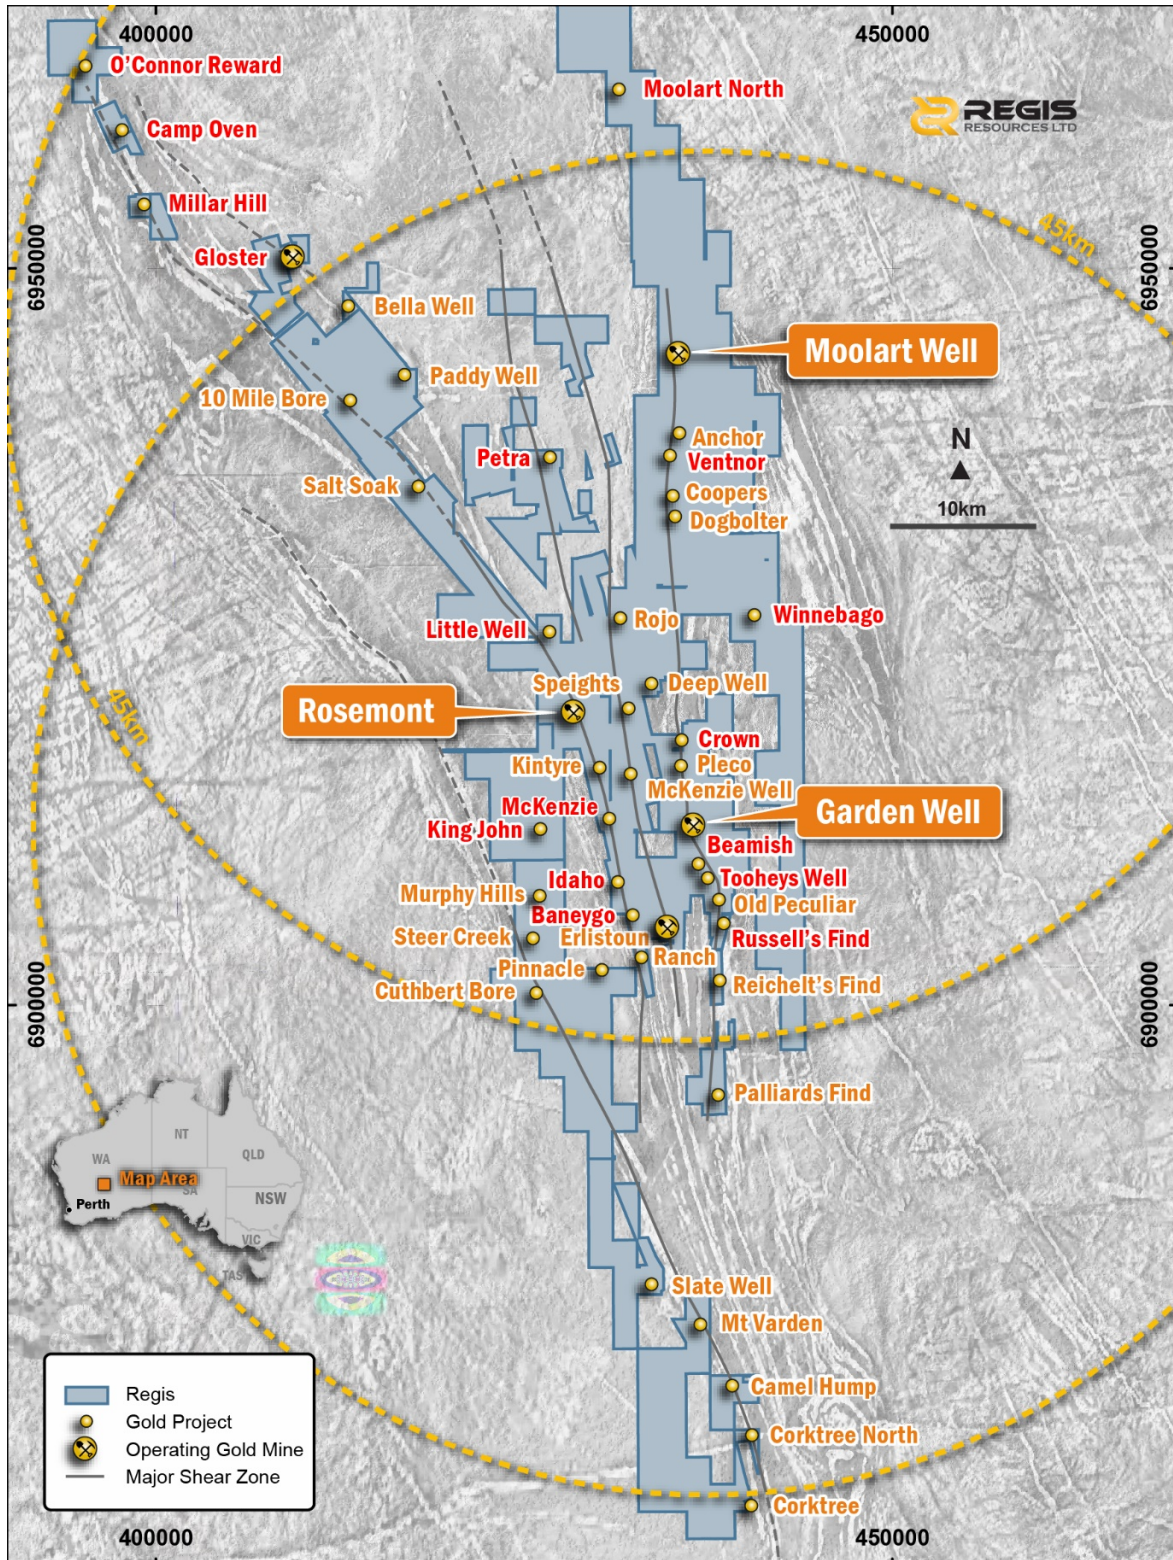 400000
450000
O'Connor Reward
Moolart North
REGIS
RESOURCES LTD
Camp Oven
Millar Hill
45km
Gloster
6950000
6950000
Bella Well
Moolart Well
Paddy Well
10 Mile Bore
Anchor
N
Petra
Ventnor
Salt Soak
Coopers
10km
Dogbolter
Rojo
Winnebago
Little Well
Speights
Deep Well
45km
Rosemont
Crown
Kintyre
Pleco
McKenzie Well
McKenzie
Garden Well
King John
Beamish
Idaho
Tooheys Well
Murphy Hills
Old Peculiar
Baneygo
Steer Creek
Erlistoun
Russell's Find
Ranch
Pinnacle
Reichelt's Find
Cuthbert Bore
6900000
6900000
Palliards Find
NT
WA
QLD
Map Area
SA
NSW
Perth
VIC
TAS
Slate Well
Mt Varden
Regis
Camel Hump
Gold Project
Corktree North
Operating Gold Mine
Major Shear Zone
Corktree
400000
450000